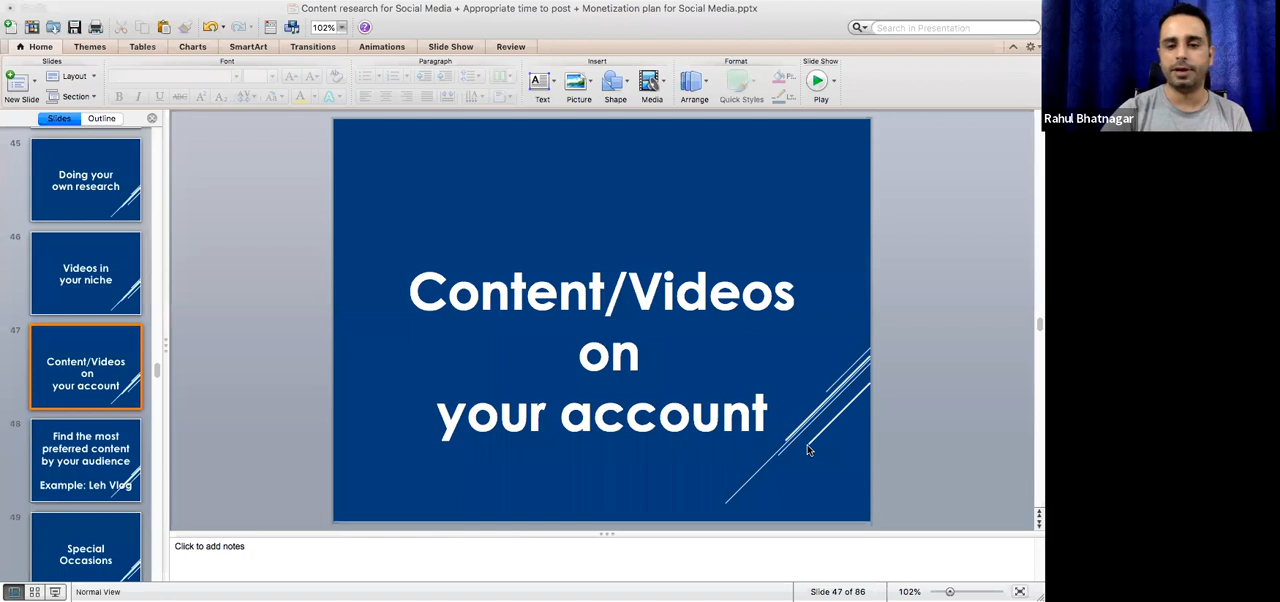 Content research for Social Media + Appropriate time to post + Monetization plan for Social Media.pptx
102%
Search in Presentation
Home Themes Tables Charts SmartArt Transitions Animations Slide Show Review
Slides Font Paragraph Insert Format Slide Show
New Slide Layout Section Text Picture Shape Media Arrange Quick Styles Play
Slides Outline
45
Doing your
own research
46
Videos in
your niche
47
Content/Videos
on
your account
48
Find the most
preferred content
by your audience
Example: Leh Vlog
49
Special
Occasions
Content/Videos
on
your account
Click to add notes
Normal View Slide 47 of 86 102%
Rahul Bhatnagar